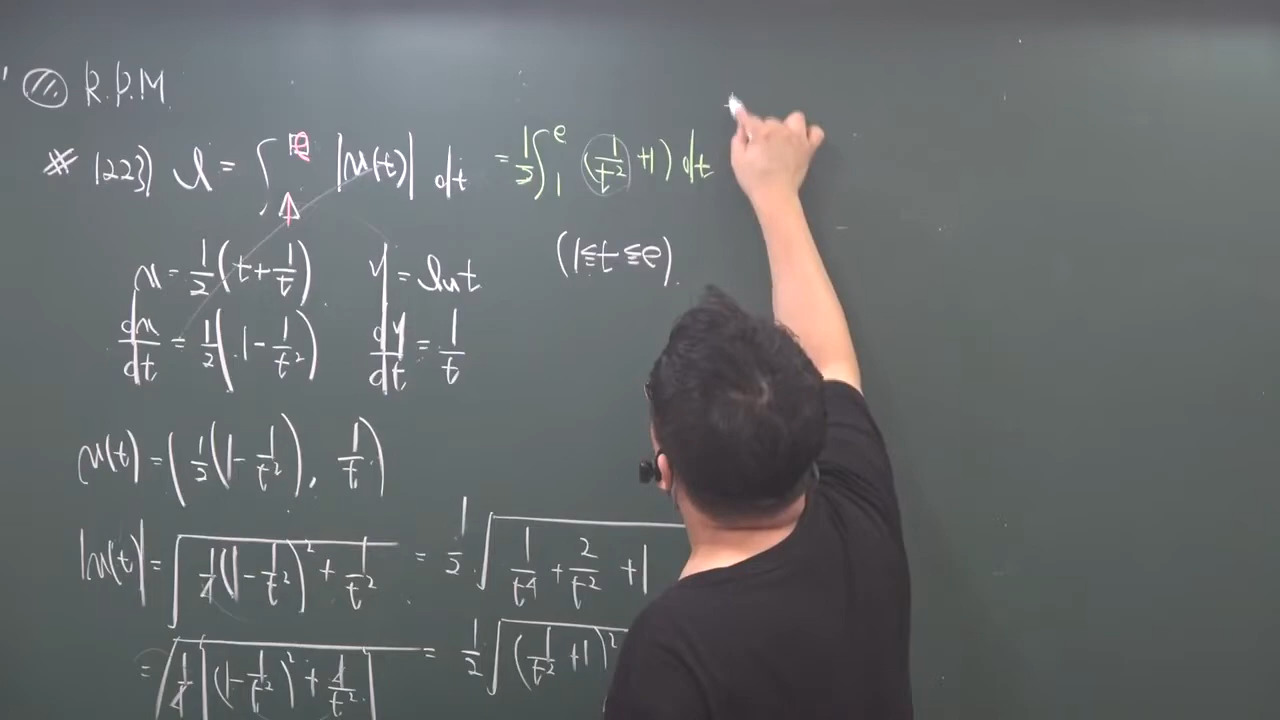 R.P.M
* 1223) l = ∫ |v(t)| dt = 1/2 ∫_1^e (1/t² + 1) dt
x = 1/2 (t + 1/t) y = ln t (1 ≦ t ≦ e)
dx/dt = 1/2 (1 - 1/t²) dy/dt = 1/t
v(t) = (1/2 (1 - 1/t²), 1/t)
|v(t)| = √(1/4 (1 - 1/t²)² + 1/t²) = 1/2 √(1/t⁴ + 2/t² + 1)
= √(1/4 {(1 - 1/t²)² + 4/t²}) = 1/2 √((1/t² + 1)²)